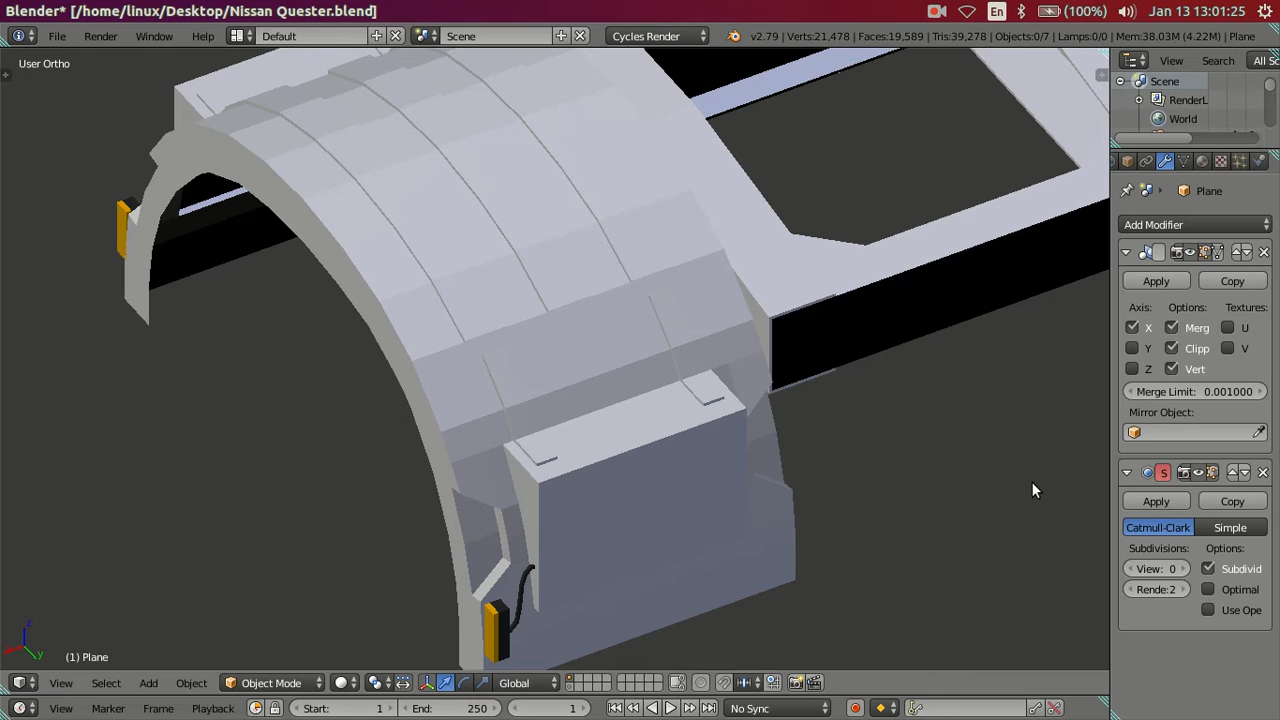 Blender* [/home/linux/Desktop/Nissan Quester.blend]
En (100%) Jan 13 13:01:25
File Render Window Help Default Scene Cycles Render v2.79 | Verts:21,478 | Faces:19,589 | Tris:39,278 | Objects:0/7 | Lamps:0/0 | Mem:38.03M (4.22M) | Plane
User Ortho
View Search All Sc
Scene
RenderL
World
Plane
Add Modifier
Apply Copy
Axis: Options: Textures:
X Merg U
Y Clipp V
Z Vert
Merge Limit: 0.001000
Mirror Object:
S
Apply Copy
Catmull-Clark Simple
Subdivisions: Options:
View: 0 Subdivid
Rende:2 Optimal
Use Ope
(1) Plane
View Select Add Object Object Mode Global
View Marker Frame Playback Start: 1 End: 250 1 No Sync